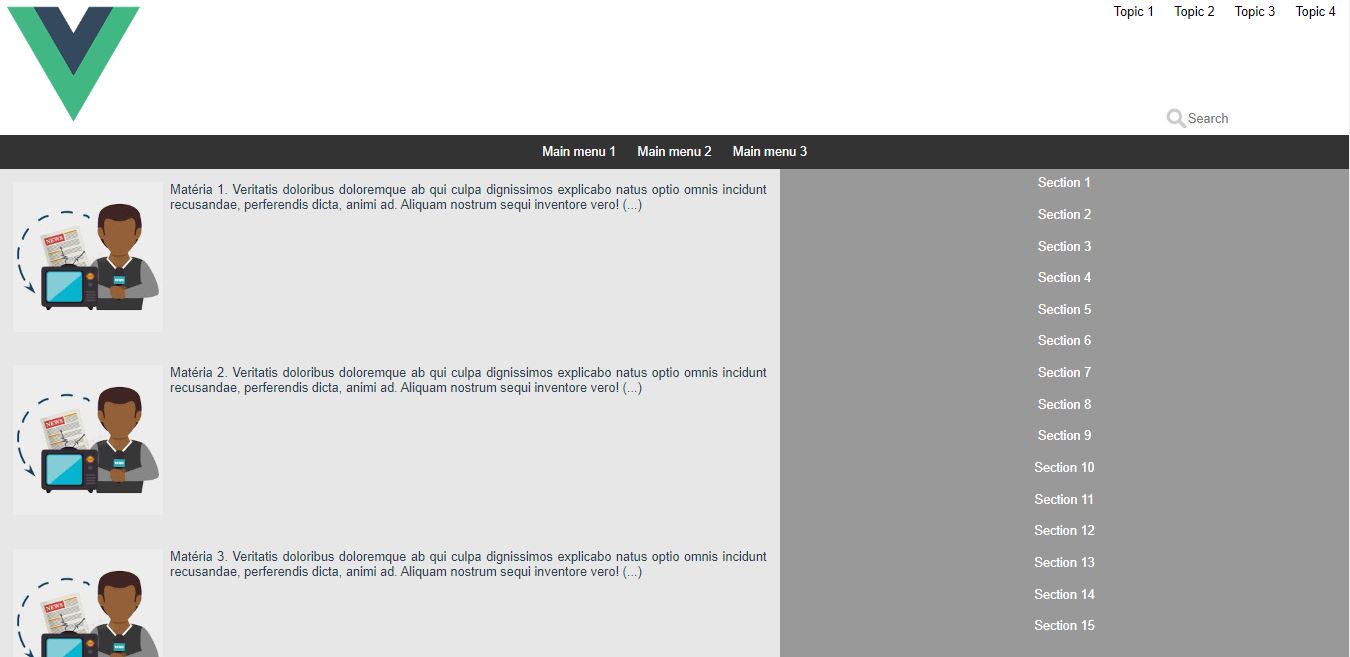 Topic 1 Topic 2 Topic 3 Topic 4
Search
Main menu 1 Main menu 2 Main menu 3
Matéria 1. Veritatis doloribus doloremque ab qui culpa dignissimos explicabo natus optio omnis incidunt
recusandae, perferendis dicta, animi ad. Aliquam nostrum sequi inventore vero! (...)
NEWS
NEWS
Matéria 2. Veritatis doloribus doloremque ab qui culpa dignissimos explicabo natus optio omnis incidunt
recusandae, perferendis dicta, animi ad. Aliquam nostrum sequi inventore vero! (...)
NEWS
NEWS
Matéria 3. Veritatis doloribus doloremque ab qui culpa dignissimos explicabo natus optio omnis incidunt
recusandae, perferendis dicta, animi ad. Aliquam nostrum sequi inventore vero! (...)
NEWS
NEWS
Section 1
Section 2
Section 3
Section 4
Section 5
Section 6
Section 7
Section 8
Section 9
Section 10
Section 11
Section 12
Section 13
Section 14
Section 15